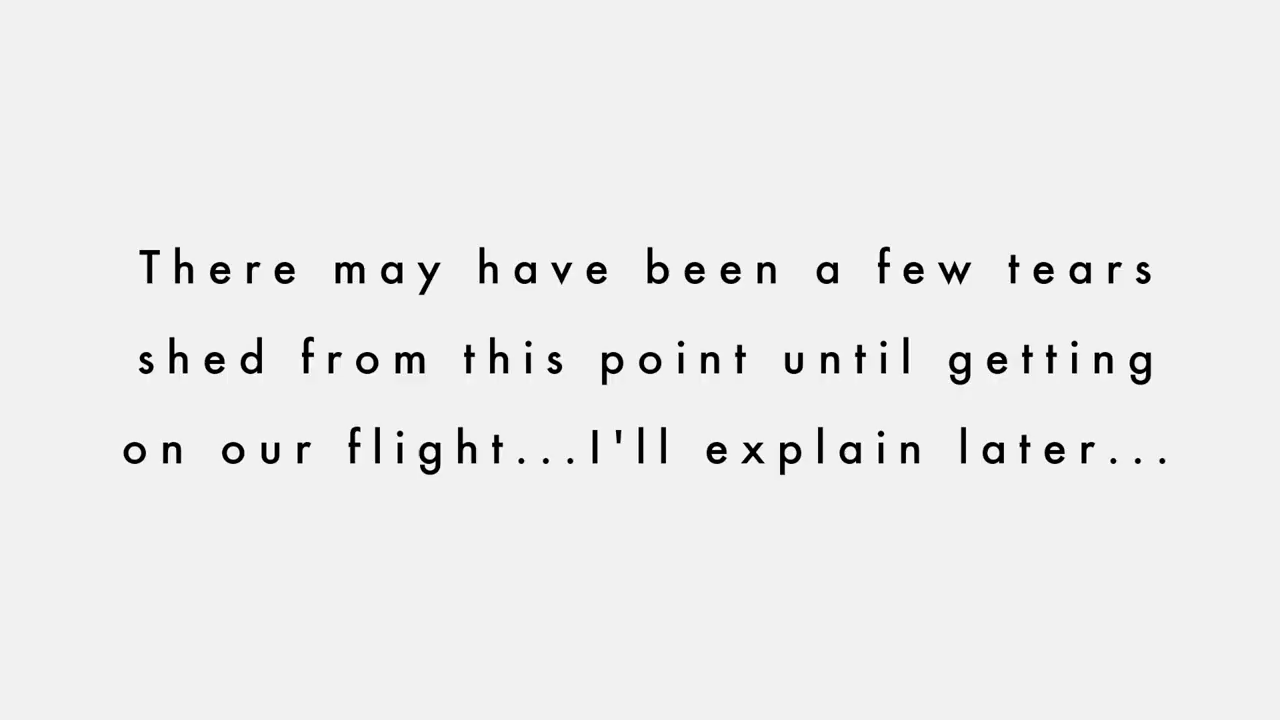 There may have been a few tears
shed from this point until getting
on our flight...I'll explain later...